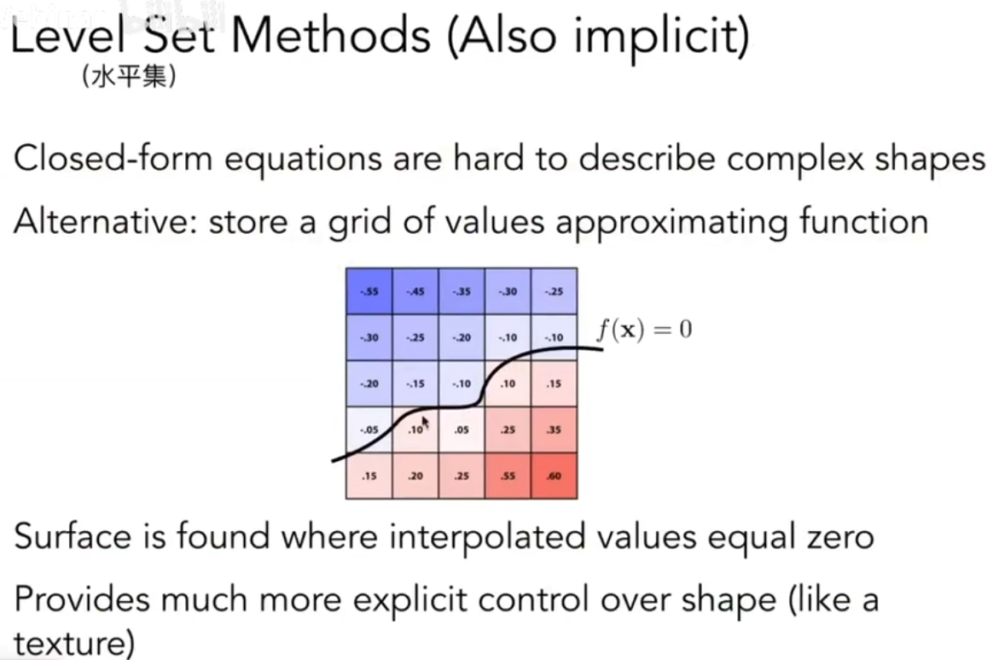 Level Set Methods (Also implicit)
(水平集)
Closed-form equations are hard to describe complex shapes
Alternative: store a grid of values approximating function
-.55 -.45 -.35 -.30 -.25
-.30 -.25 -.20 -.10 -.10
f(x) = 0
-.20 -.15 -.10 .10 .15
-.05 .10 .05 .25 .35
.15 .20 .25 .55 .60
Surface is found where interpolated values equal zero
Provides much more explicit control over shape (like a
texture)